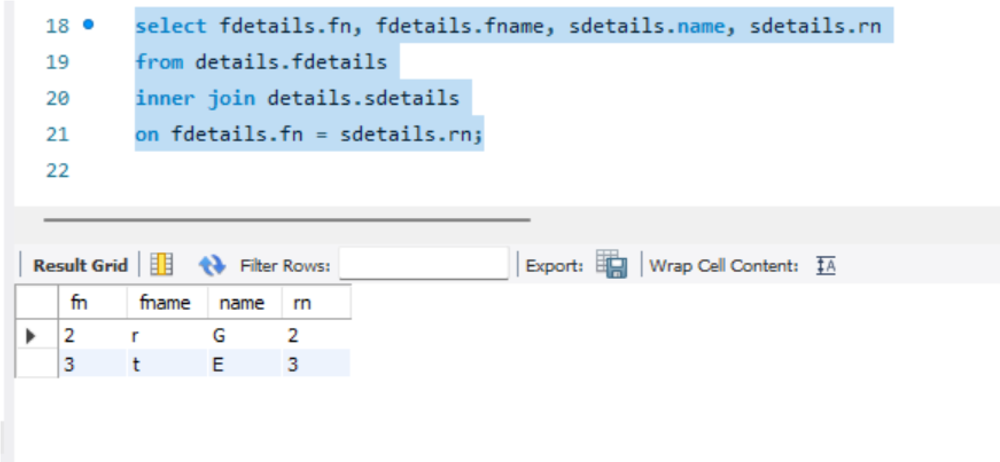 18 select fdetails.fn, fdetails.fname, sdetails.name, sdetails.rn
19 from details.fdetails
20 inner join details.sdetails
21 on fdetails.fn = sdetails.rn;
22
Result Grid Filter Rows: Export: Wrap Cell Content: A
fn fname name rn
2 r G 2
3 t E 3